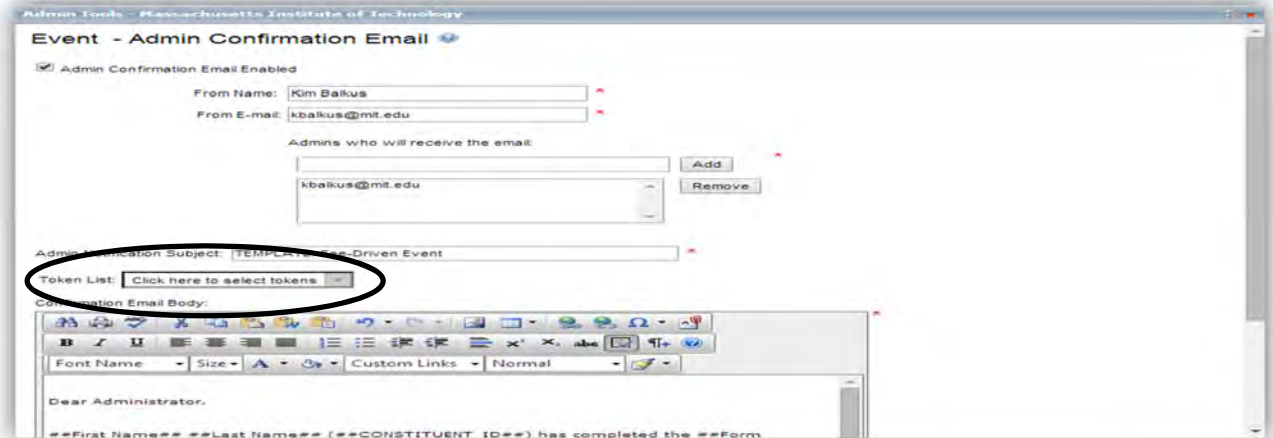 Admin Tools - Massachusetts Institute of Technology
Event - Admin Confirmation Email
Admin Confirmation Email Enabled
From Name: Kim Balkus *
From E-mail: kbalkus@mit.edu *
Admins who will receive the email:
Add *
kbalkus@mit.edu Remove
Admin Notification Subject: TEMPLATE Fee-Driven Event *
Token List: Click here to select tokens
Confirmation Email Body: *
B I U abc
Font Name Size A Custom Links Normal
Dear Administrator,
##First Name## ##Last Name## (##CONSTITUENT_ID##) has completed the ##Form